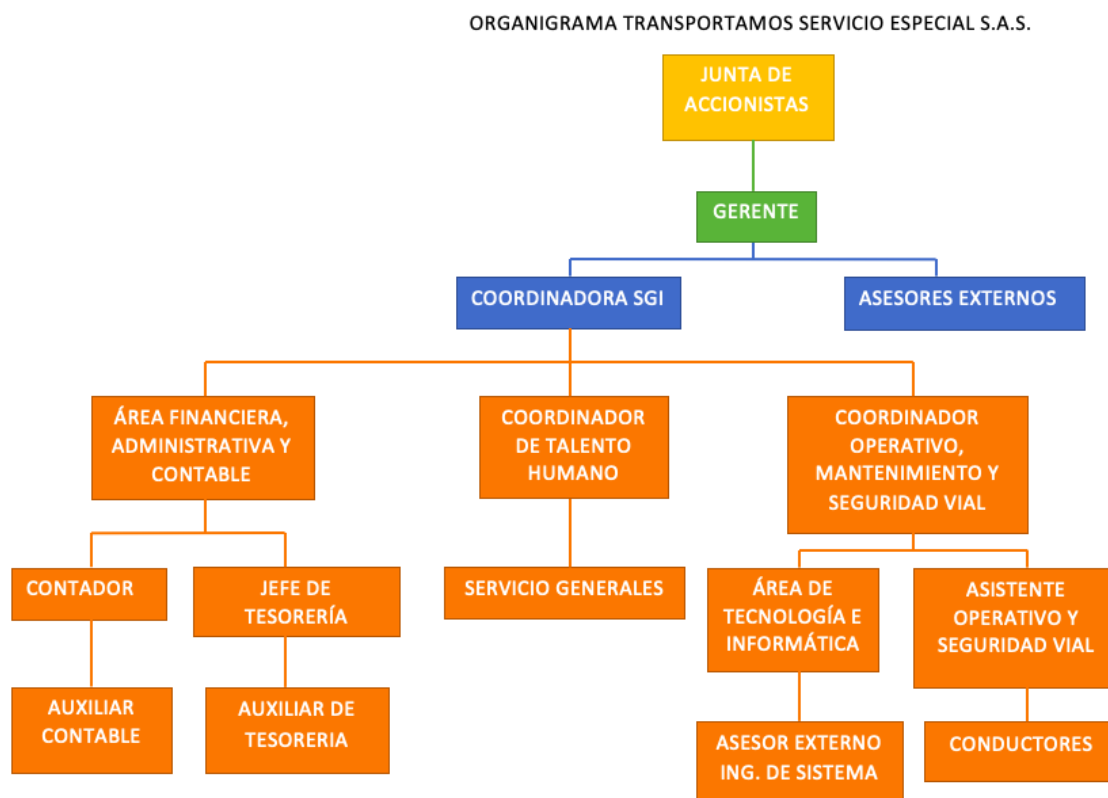 ORGANIGRAMA TRANSPORTAMOS SERVICIO ESPECIAL S.A.S.
JUNTA DE
ACCIONISTAS
GERENTE
COORDINADORA SGI
ASESORES EXTERNOS
ÁREA FINANCIERA,
ADMINISTRATIVA Y
CONTABLE
COORDINADOR
DE TALENTO
HUMANO
COORDINADOR
OPERATIVO,
MANTENIMIENTO Y
SEGURIDAD VIAL
CONTADOR
JEFE DE
TESORERÍA
SERVICIO GENERALES
ÁREA DE
TECNOLOGÍA E
INFORMÁTICA
ASISTENTE
OPERATIVO Y
SEGURIDAD VIAL
AUXILIAR
CONTABLE
AUXILIAR DE
TESORERIA
ASESOR EXTERNO
ING. DE SISTEMA
CONDUCTORES